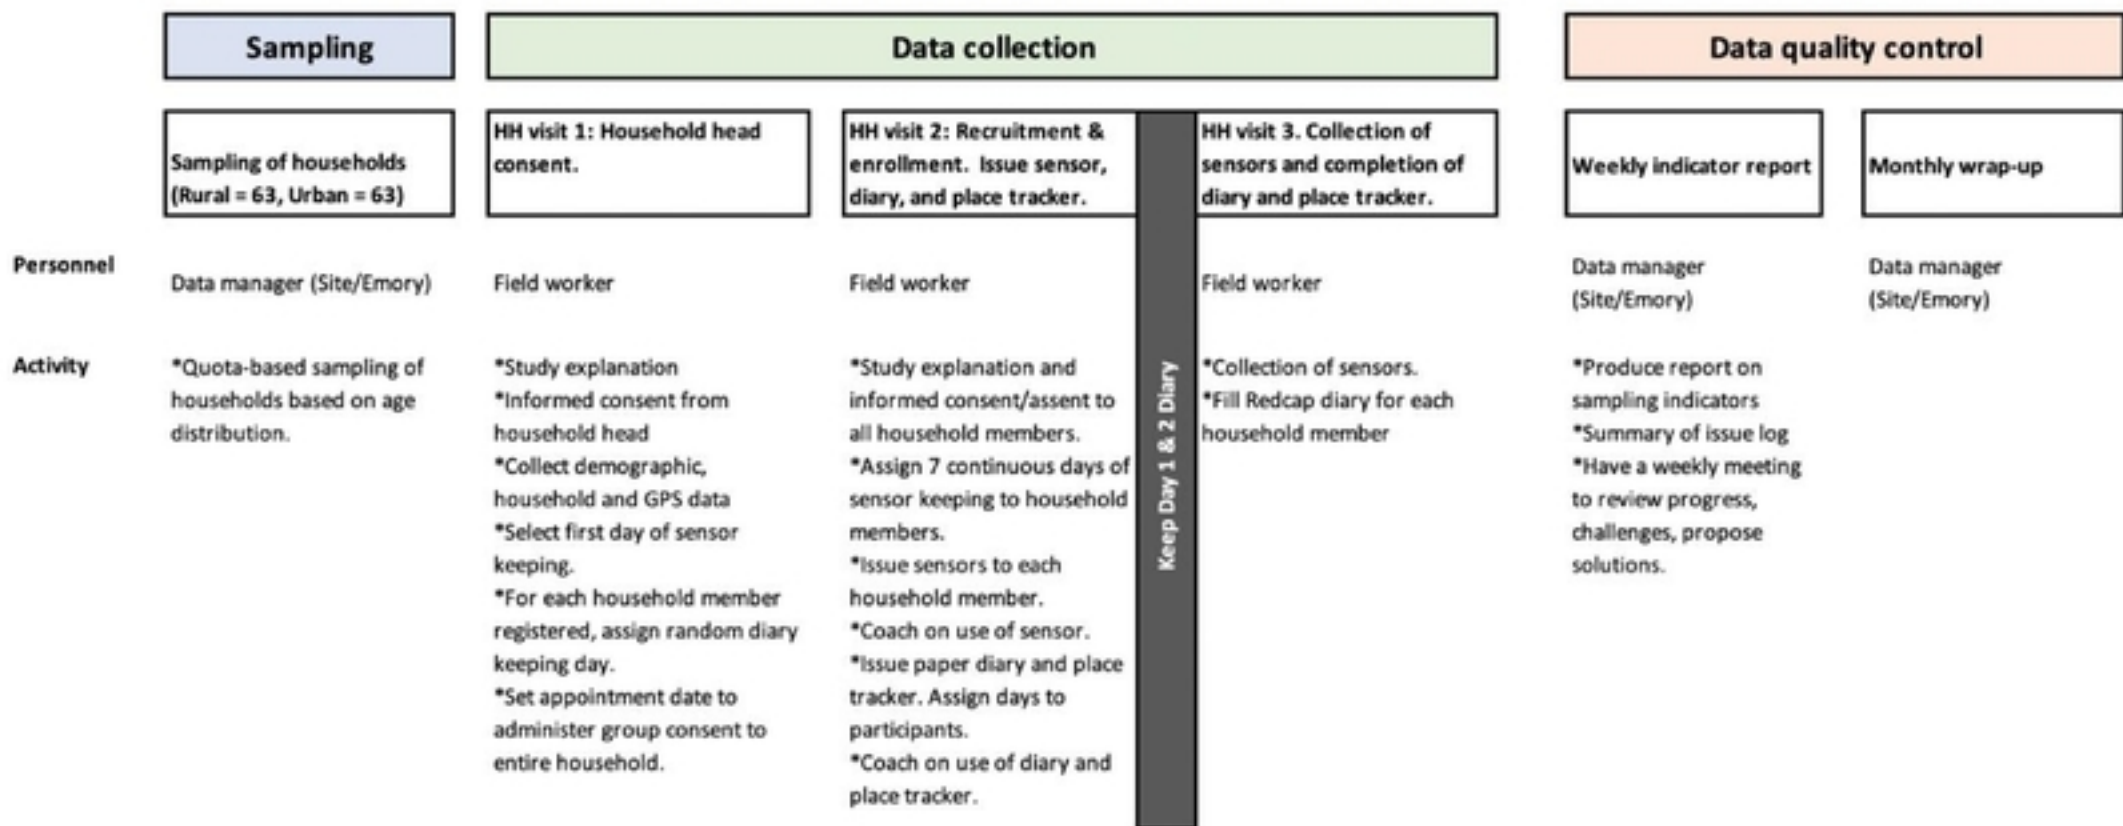 Sampling
Data collection
Data quality control
Sampling of households
(Rural = 63, Urban = 63)
HH visit 1: Household head
consent.
HH visit 2: Recruitment &
enrollment. Issue sensor,
diary, and place tracker.
HH visit 3. Collection of
sensors and completion of
diary and place tracker.
Weekly indicator report
Monthly wrap-up
Personnel
Data manager (Site/Emory)
Field worker
Field worker
Field worker
Data manager
(Site/Emory)
Data manager
(Site/Emory)
Activity
*Quota-based sampling of
households based on age
distribution.
*Study explanation
*Informed consent from
household head
*Collect demographic,
household and GPS data
*Select first day of sensor
keeping.
*For each household member
registered, assign random diary
keeping day.
*Set appointment date to
administer group consent to
entire household.
*Study explanation and
informed consent/assent to
all household members.
*Assign 7 continuous days of
sensor keeping to household
members.
*Issue sensors to each
household member.
*Coach on use of sensor.
*Issue paper diary and place
tracker. Assign days to
participants.
*Coach on use of diary and
place tracker.
Keep Day 1 & 2 Diary
*Collection of sensors.
*Fill Redcap diary for each
household member
*Produce report on
sampling indicators
*Summary of issue log
*Have a weekly meeting
to review progress,
challenges, propose
solutions.